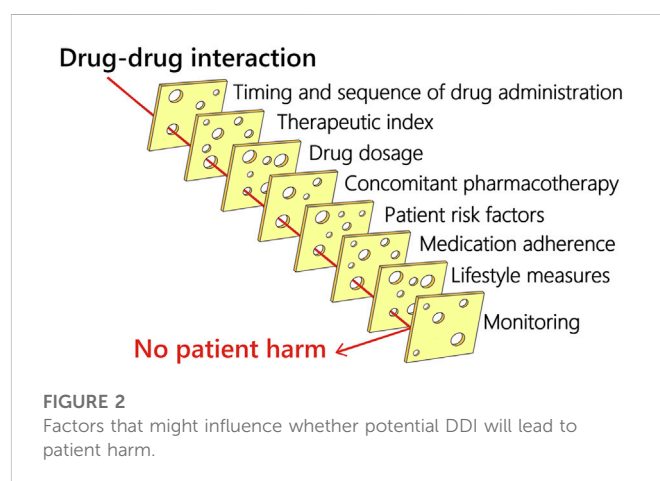 Drug-drug interaction
Timing and sequence of drug administration
Therapeutic index
Drug dosage
Concomitant pharmacotherapy
Patient risk factors
Medication adherence
Lifestyle measures
Monitoring
No patient harm
FIGURE 2
Factors that might influence whether potential DDI will lead to
patient harm.